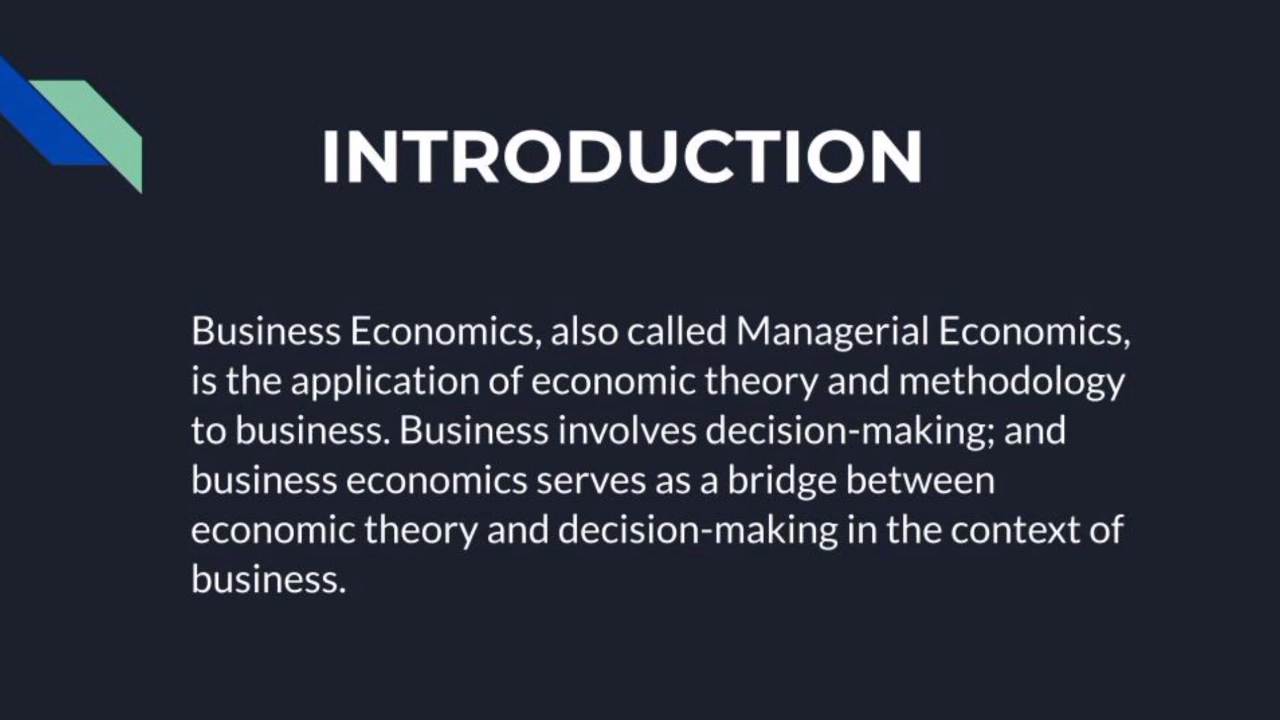 INTRODUCTION
Business Economics, also called Managerial Economics,
is the application of economic theory and methodology
to business. Business involves decision-making; and
business economics serves as a bridge between
economic theory and decision-making in the context of
business.